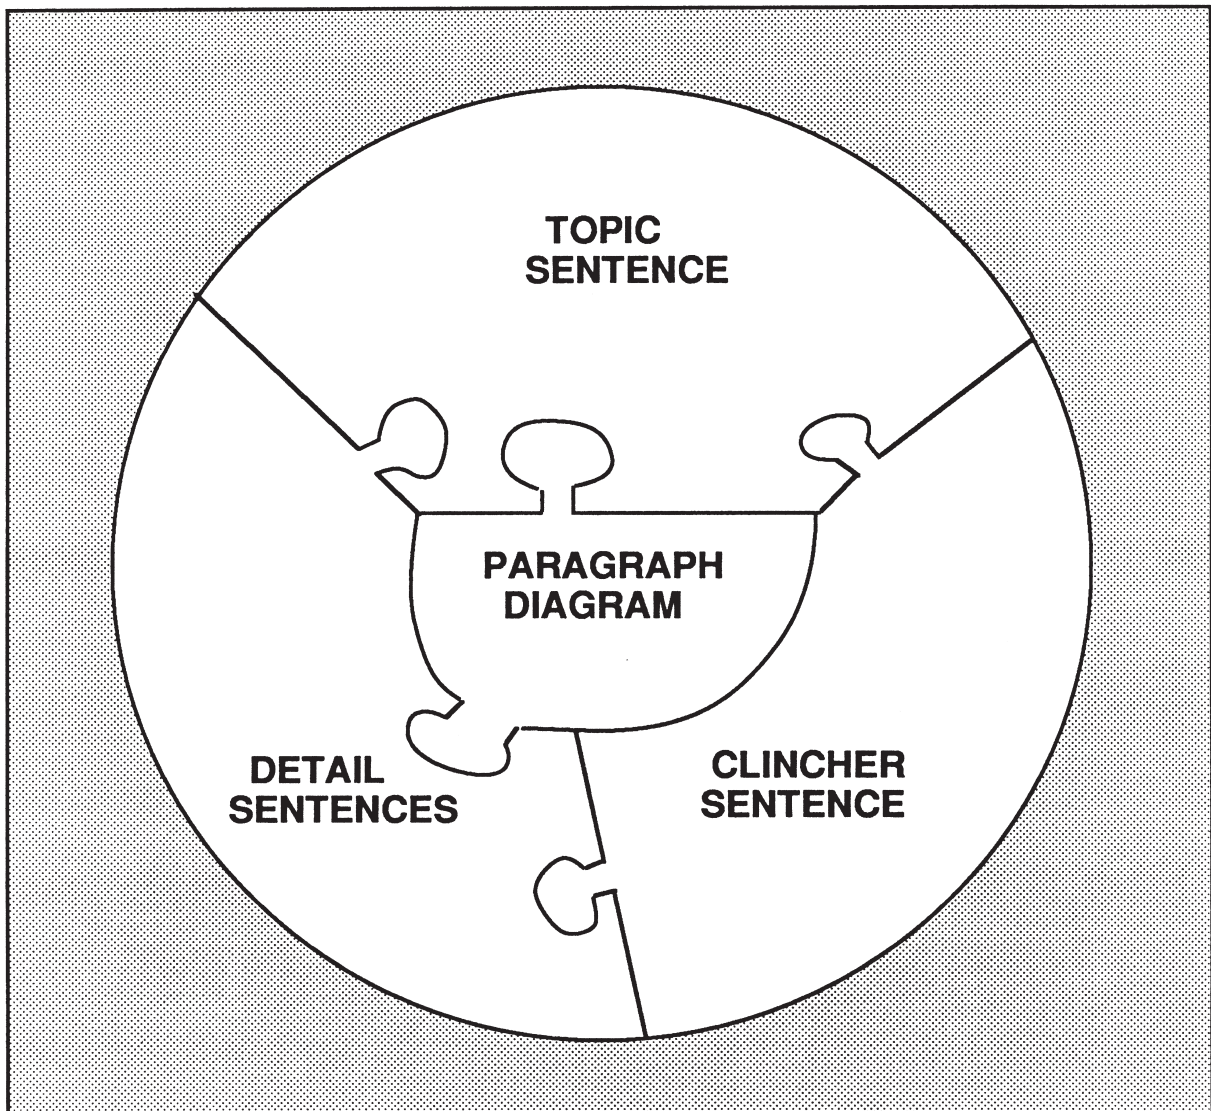 TOPIC
SENTENCE
PARAGRAPH
DIAGRAM
DETAIL
SENTENCES
CLINCHER
SENTENCE